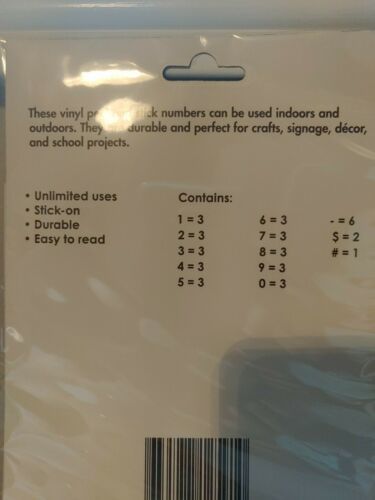 These vinyl numbers can be used indoors and
outdoors. They durable and perfect for crafts, signage, décor,
and school projects.
• Unlimited uses
• Stick-on
• Durable
• Easy to read
Contains:
1 = 3
2 = 3
3 = 3
4 = 3
5 = 3
6 = 3
7 = 3
8 = 3
9 = 3
0 = 3
- = 6
$ = 2
# = 1